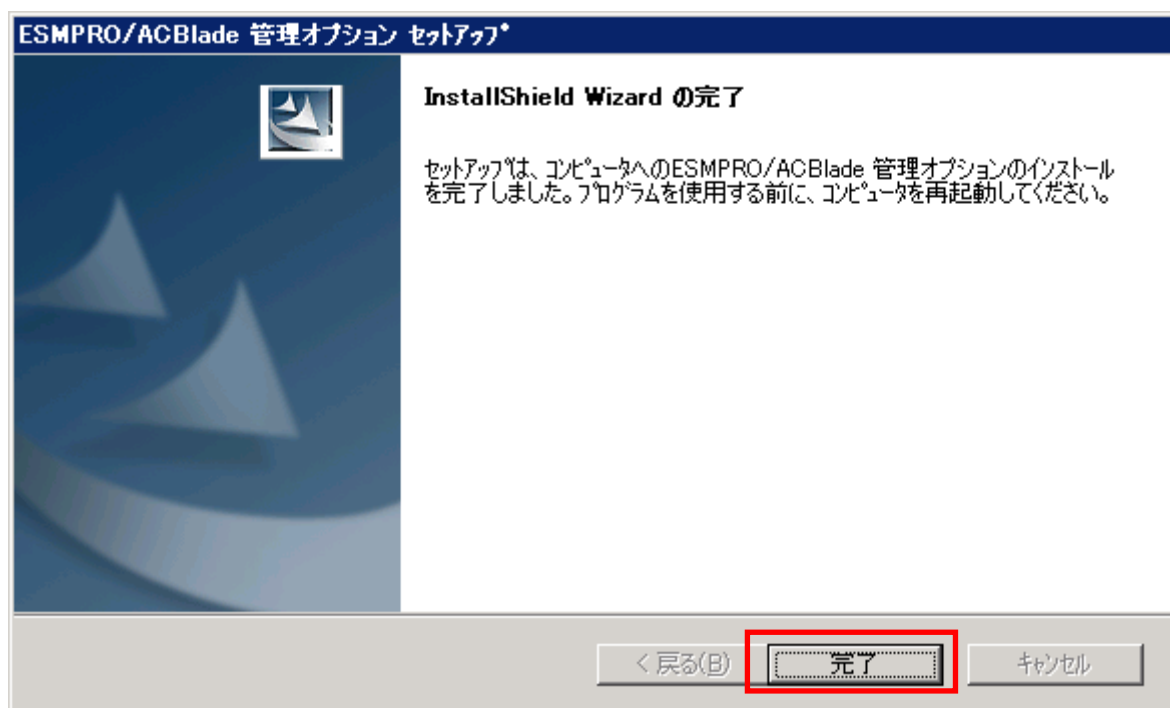 ESMPRO/ACBlade 管理オプション セットアップ
InstallShield Wizard の完了
セットアップは、コンピュータへのESMPRO/ACBlade 管理オプションのインストール
を完了しました。プログラムを使用する前に、コンピュータを再起動してください。
< 戻る(B)
完了
キャンセル